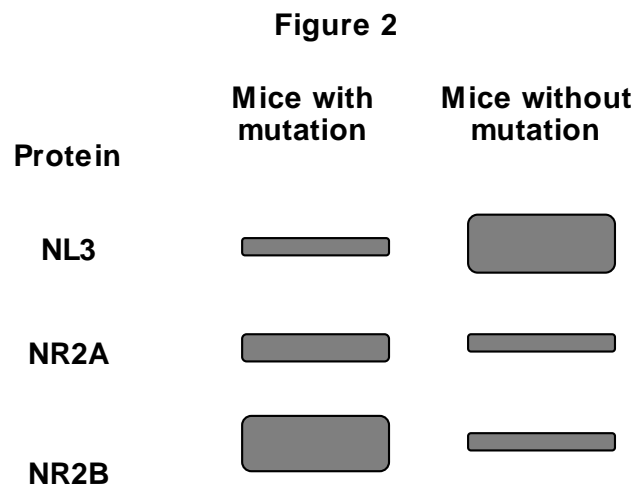 Figure 2
Mice with Mice without
mutation mutation
Protein
NL3
NR2A
NR2B